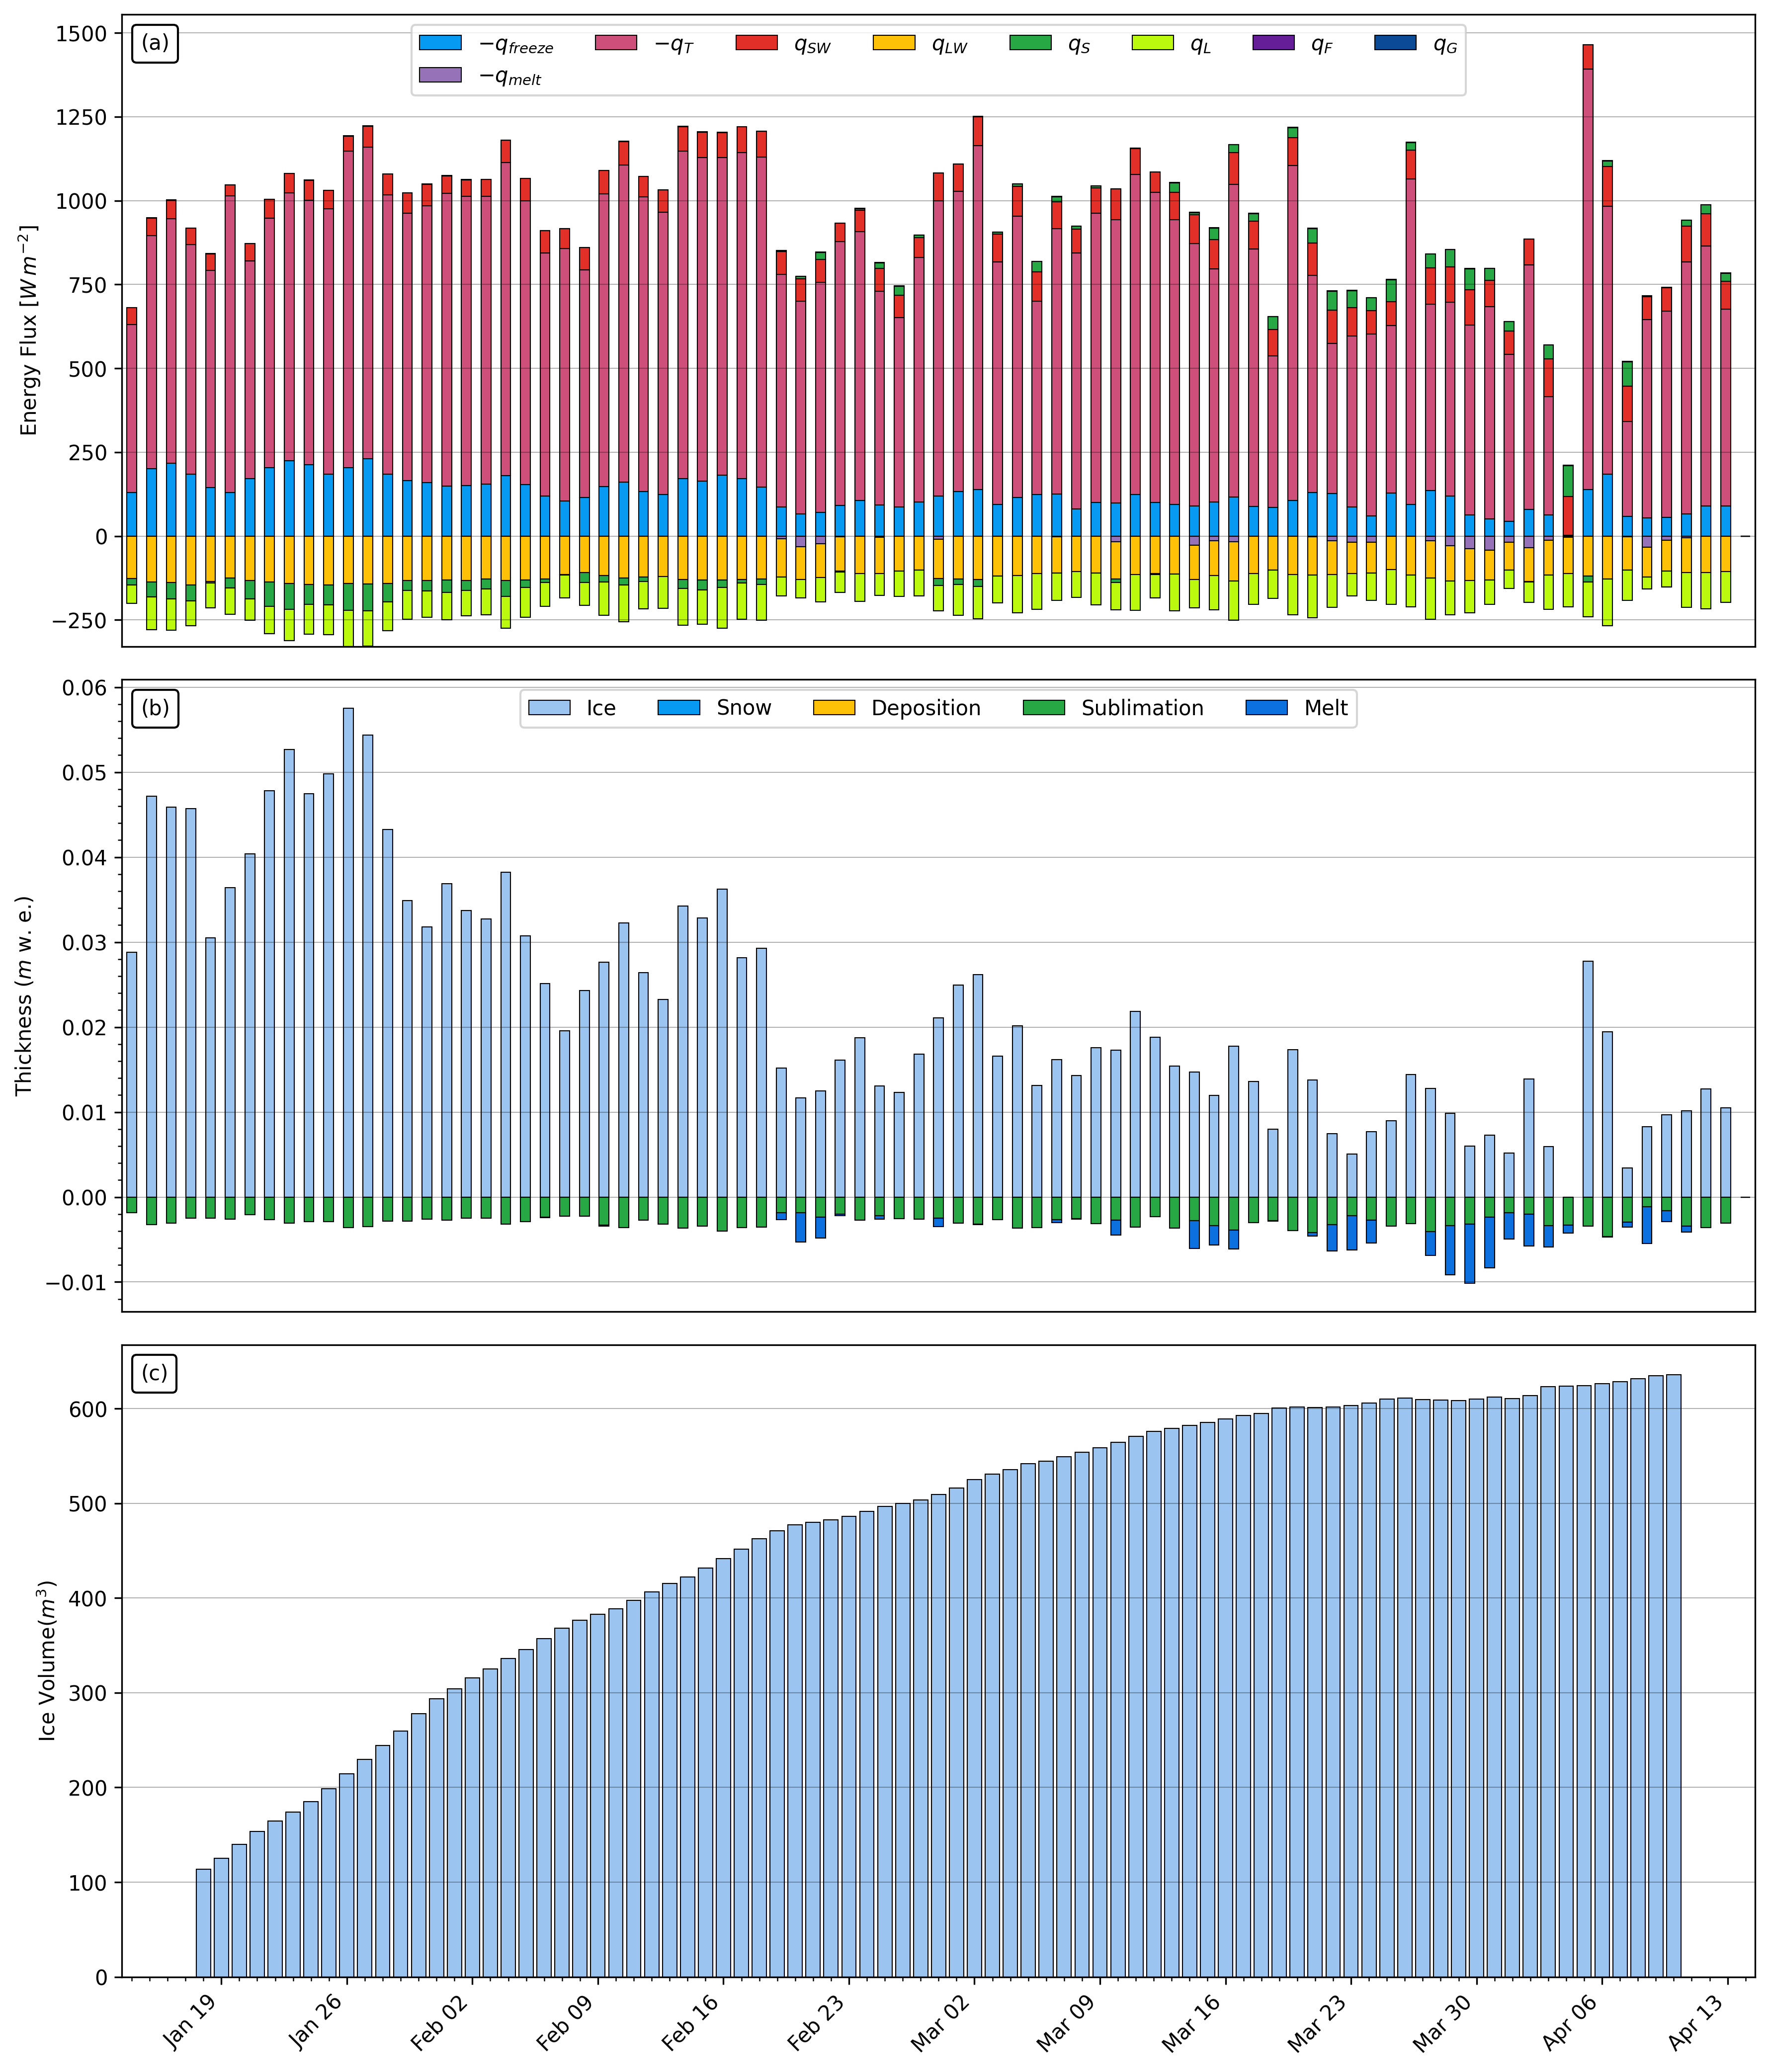 (a)
−q_freeze −q_T q_SW q_LW q_S q_L q_F q_G
−q_melt
Energy Flux [W m⁻²]
1500
1250
1000
750
500
250
0
−250
(b)
Ice Snow Deposition Sublimation Melt
Thickness (m w. e.)
0.06
0.05
0.04
0.03
0.02
0.01
0.00
−0.01
(c)
Ice Volume(m³)
600
500
400
300
200
100
0
Jan 19 Jan 26 Feb 02 Feb 09 Feb 16 Feb 23 Mar 02 Mar 09 Mar 16 Mar 23 Mar 30 Apr 06 Apr 13